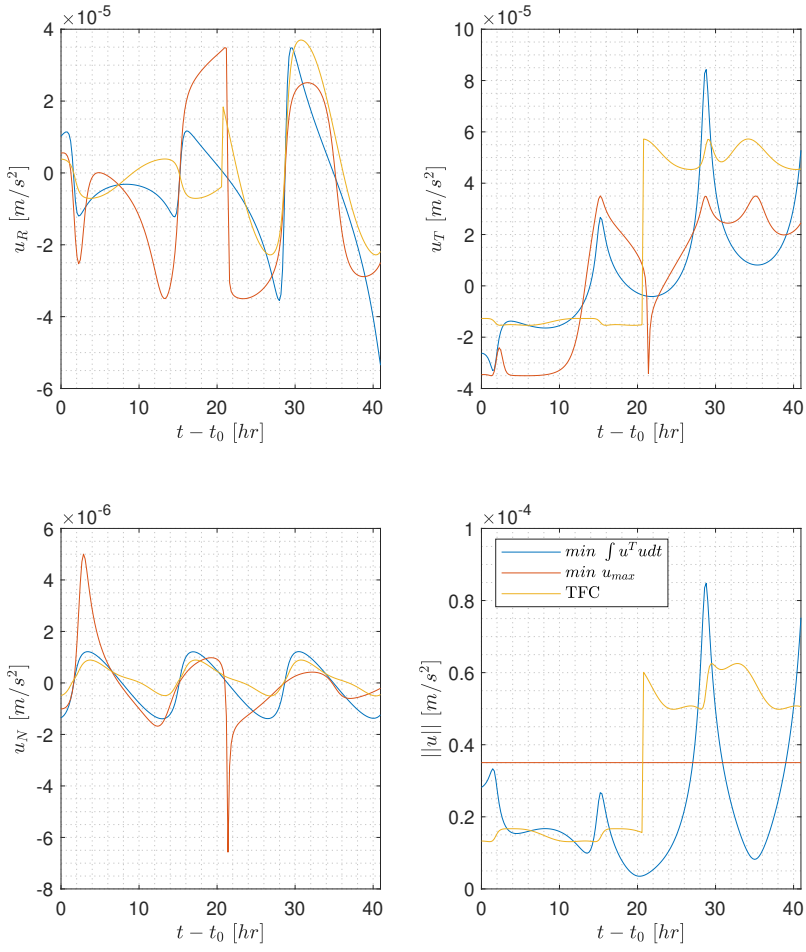 ×10⁻⁵
u_R [m/s²]
4
2
0
-2
-4
-6
0 10 20 30 40
t − t₀ [hr]
×10⁻⁵
u_T [m/s²]
10
8
6
4
2
0
-2
-4
0 10 20 30 40
t − t₀ [hr]
×10⁻⁶
u_N [m/s²]
6
4
2
0
-2
-4
-6
-8
0 10 20 30 40
t − t₀ [hr]
×10⁻⁴
||u|| [m/s²]
1
0.8
0.6
0.4
0.2
0
min ∫ uᵀudt
min u_max
TFC
0 10 20 30 40
t − t₀ [hr]